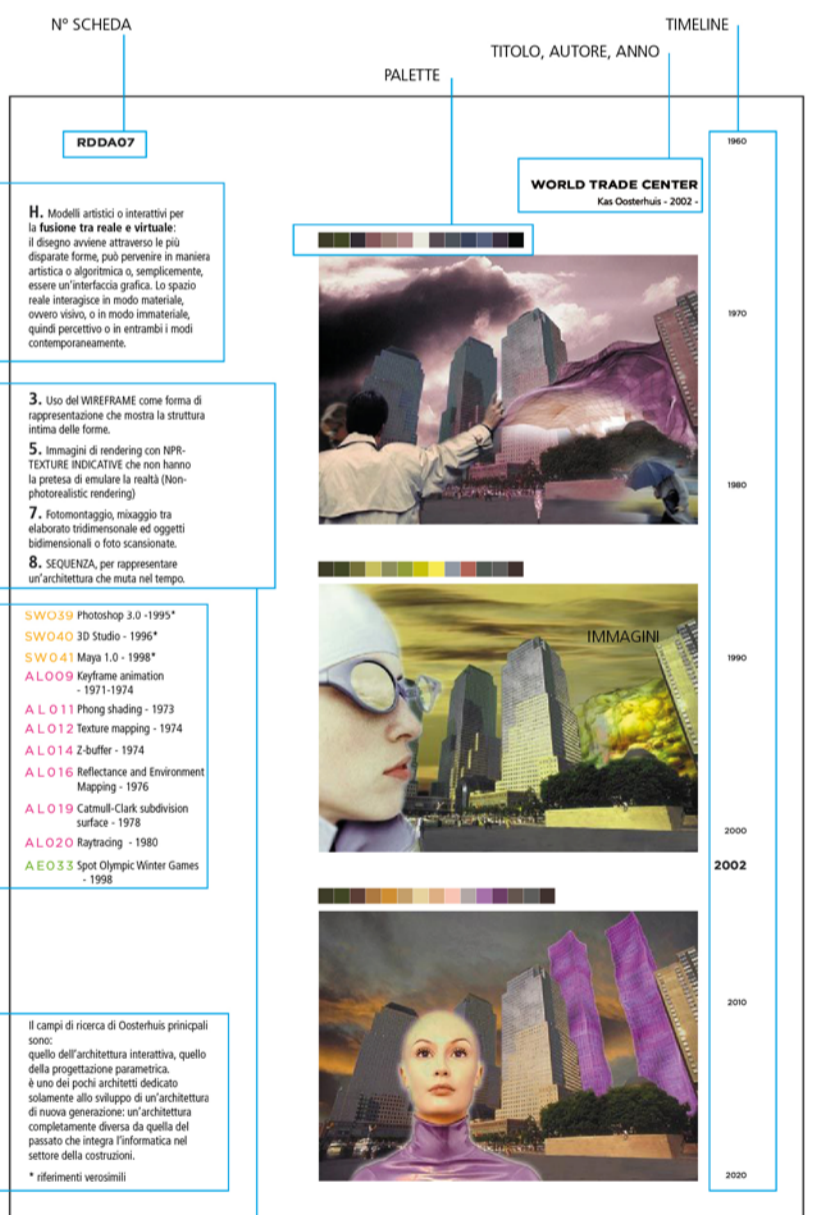 Nº SCHEDA
TIMELINE
TITOLO, AUTORE, ANNO
PALETTE
RDDA07
WORLD TRADE CENTER
Kas Oosterhuis - 2002 -
H. Modelli artistici o interattivi per
la fusione tra reale e virtuale:
il disegno avviene attraverso le più
disparate forme, può pervenire in maniera
artistica o algoritmica o, semplicemente,
essere un'interfaccia grafica. Lo spazio
reale interagisce in modo materiale,
ovvero visivo, o in modo immateriale,
quindi percettivo o in entrambi i modi
contemporaneamente.
3. Uso del WIREFRAME come forma di
rappresentazione che mostra la struttura
intima delle forme.
5. Immagini di rendering con NPR-
TEXTURE INDICATIVE che non hanno
la pretesa di emulare la realtà (Non-
photorealistic rendering)
7. Fotomontaggio, mixaggio tra
elaborato tridimensonale ed oggetti
bidimensionali o foto scansionate.
8. SEQUENZA, per rappresentare
un'architettura che muta nel tempo.
SW039 Photoshop 3.0 -1995*
SW040 3D Studio - 1996*
SW041 Maya 1.0 - 1998*
AL009 Keyframe animation
- 1971-1974
AL011 Phong shading - 1973
AL012 Texture mapping - 1974
AL014 Z-buffer - 1974
AL016 Reflectance and Environment
Mapping - 1976
AL019 Catmull-Clark subdivision
surface - 1978
AL020 Raytracing - 1980
AE033 Spot Olympic Winter Games
- 1998
Il campi di ricerca di Oosterhuis prinicpali
sono:
quello dell'architettura interattiva, quello
della progettazione parametrica.
è uno dei pochi architetti dedicato
solamente allo sviluppo di un'architettura
di nuova generazione: un'architettura
completamente diversa da quella del
passato che integra l'informatica nel
settore della costruzioni.
* riferimenti verosimili
IMMAGINI
1960
1970
1980
1990
2000
2002
2010
2020